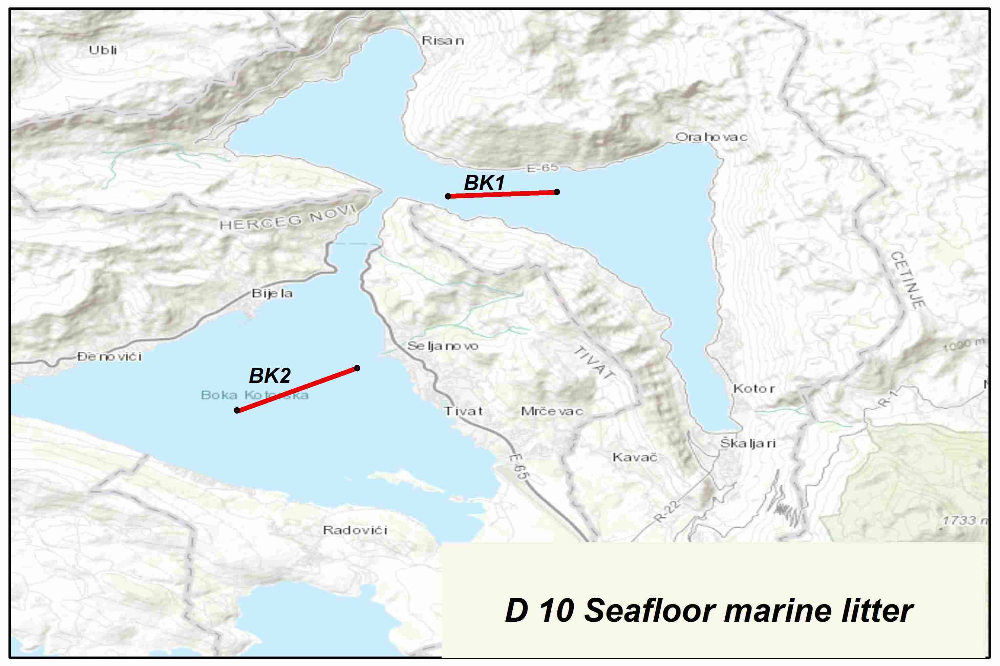 Risan
Ubli
Orahovac
E-65
BK1
HERCEG NOVI
CETINJE
Bijela
1000 m
Seljanovo
Đenovići
TIVAT
BK2
Boka Kotorska
Kotor
R-1
Tivat
Mrčevac
Škaljari
Kavač
E-65
R-22
1733 m
Radovići
D 10 Seafloor marine litter